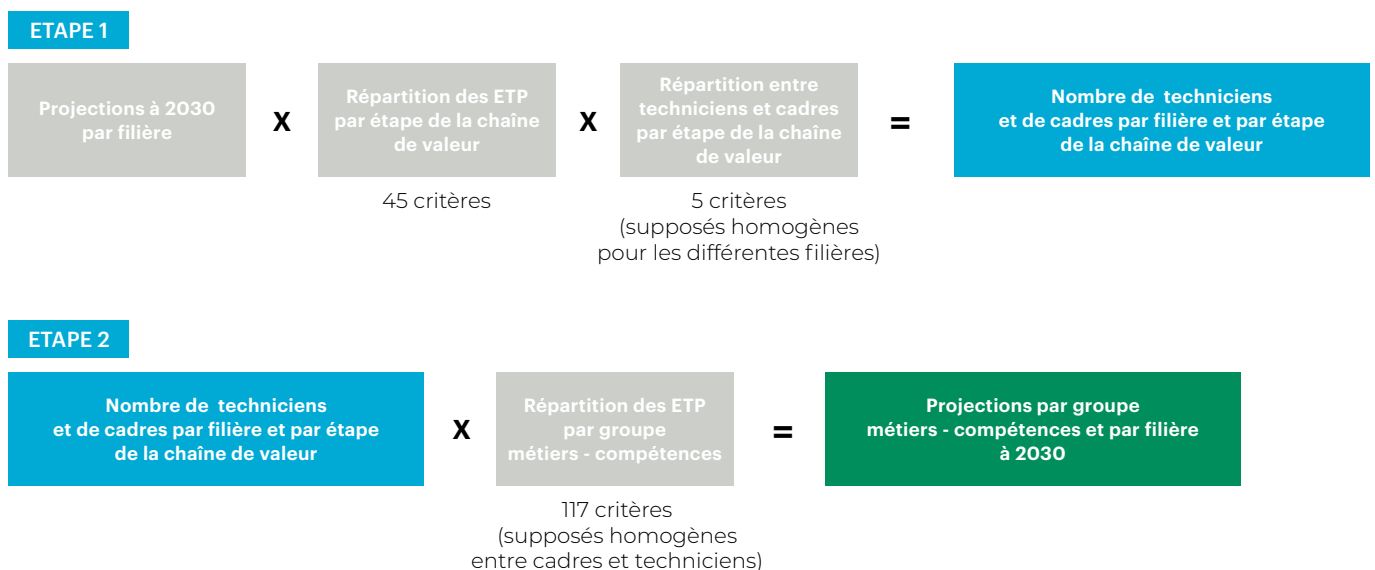 ETAPE 1
Projections à 2030
par filière
X
Répartition des ETP
par étape de la chaîne
de valeur
X
Répartition entre
techniciens et cadres
par étape de la chaîne
de valeur
=
Nombre de techniciens
et de cadres par filière et par étape
de la chaîne de valeur
45 critères
5 critères
(supposés homogènes
pour les différentes filières)
ETAPE 2
Nombre de techniciens
et de cadres par filière et par étape
de la chaîne de valeur
X
Répartition des ETP
par groupe
métiers - compétences
=
Projections par groupe
métiers - compétences et par filière
à 2030
117 critères
(supposés homogènes
entre cadres et techniciens)